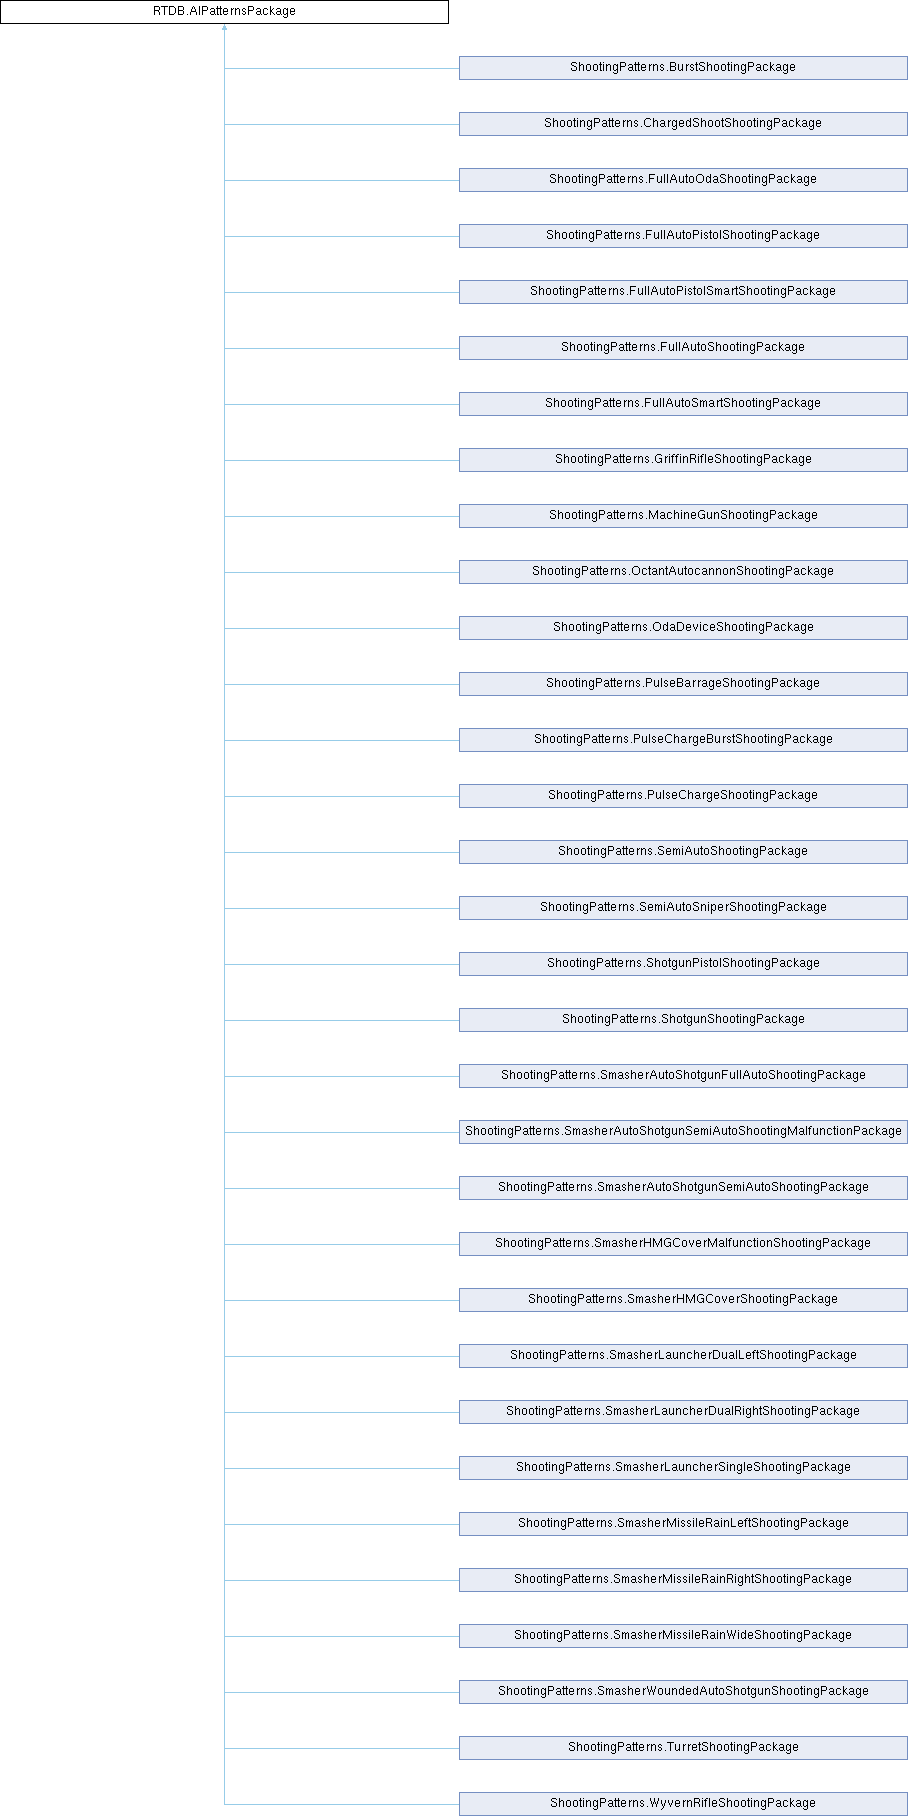 RTDB.AIPatternsPackage
ShootingPatterns.BurstShootingPackage
ShootingPatterns.ChargedShootShootingPackage
ShootingPatterns.FullAutoOdaShootingPackage
ShootingPatterns.FullAutoPistolShootingPackage
ShootingPatterns.FullAutoPistolSmartShootingPackage
ShootingPatterns.FullAutoShootingPackage
ShootingPatterns.FullAutoSmartShootingPackage
ShootingPatterns.GriffinRifleShootingPackage
ShootingPatterns.MachineGunShootingPackage
ShootingPatterns.OctantAutocannonShootingPackage
ShootingPatterns.OdaDeviceShootingPackage
ShootingPatterns.PulseBarrageShootingPackage
ShootingPatterns.PulseChargeBurstShootingPackage
ShootingPatterns.PulseChargeShootingPackage
ShootingPatterns.SemiAutoShootingPackage
ShootingPatterns.SemiAutoSniperShootingPackage
ShootingPatterns.ShotgunPistolShootingPackage
ShootingPatterns.ShotgunShootingPackage
ShootingPatterns.SmasherAutoShotgunFullAutoShootingPackage
ShootingPatterns.SmasherAutoShotgunSemiAutoShootingMalfunctionPackage
ShootingPatterns.SmasherAutoShotgunSemiAutoShootingPackage
ShootingPatterns.SmasherHMGCoverMalfunctionShootingPackage
ShootingPatterns.SmasherHMGCoverShootingPackage
ShootingPatterns.SmasherLauncherDualLeftShootingPackage
ShootingPatterns.SmasherLauncherDualRightShootingPackage
ShootingPatterns.SmasherLauncherSingleShootingPackage
ShootingPatterns.SmasherMissileRainLeftShootingPackage
ShootingPatterns.SmasherMissileRainRightShootingPackage
ShootingPatterns.SmasherMissileRainWideShootingPackage
ShootingPatterns.SmasherWoundedAutoShotgunShootingPackage
ShootingPatterns.TurretShootingPackage
ShootingPatterns.WyvernRifleShootingPackage